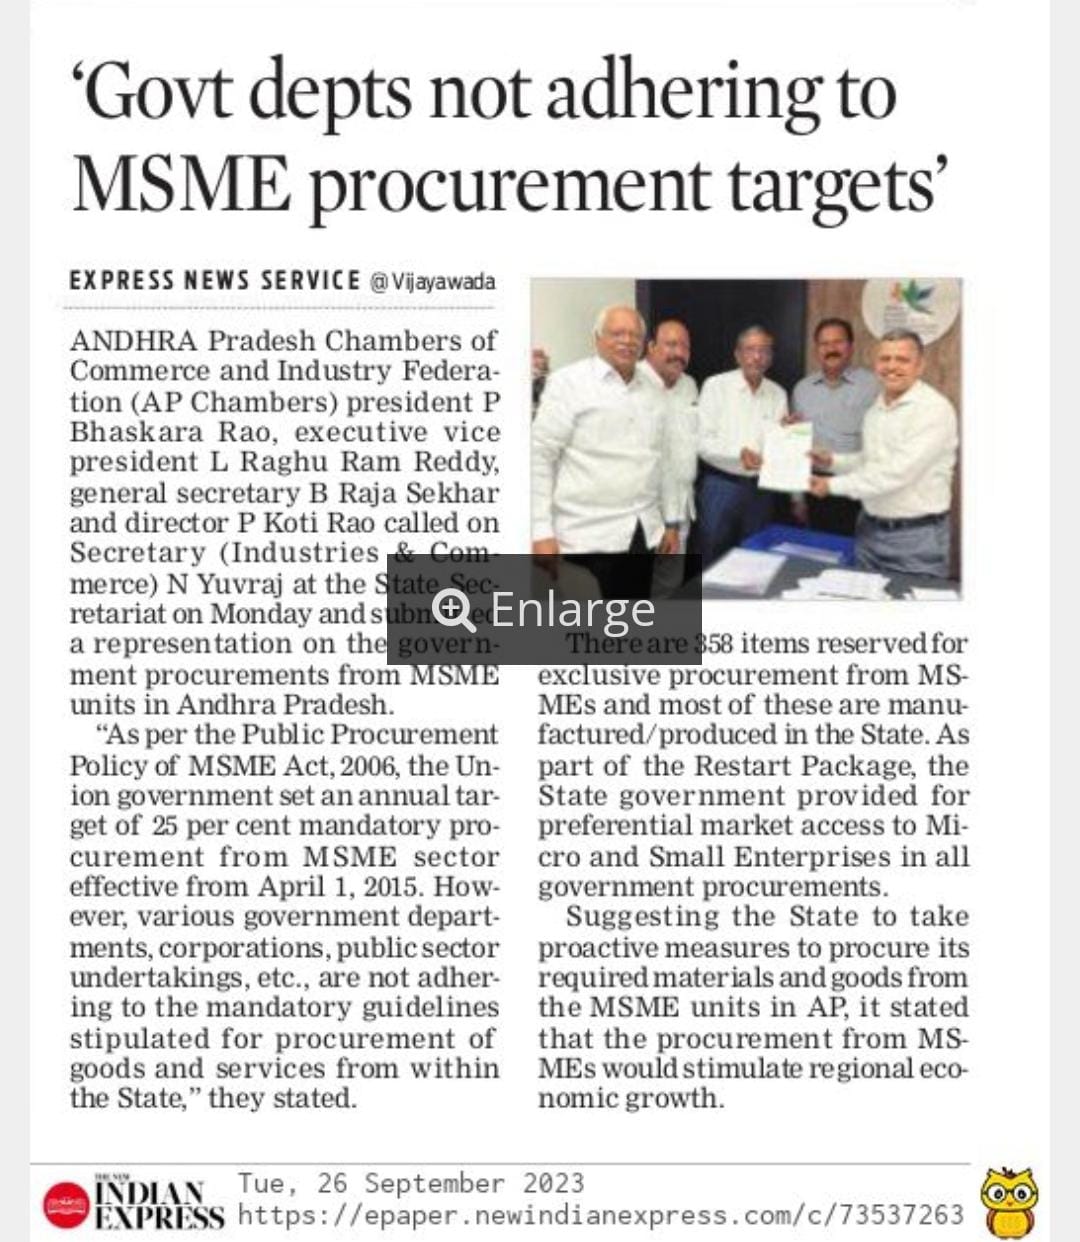 ‘Govt depts not adhering to
MSME procurement targets’
EXPRESS NEWS SERVICE @ Vijayawada
ANDHRA Pradesh Chambers of
Commerce and Industry Federa-
tion (AP Chambers) president P
Bhaskara Rao, executive vice
president L Raghu Ram Reddy,
general secretary B Raja Sekhar
and director P Koti Rao called on
Secretary (Industries & Com-
merce) N Yuvraj at the State Sec-
retariat on Monday and submitted
a representation on the govern-
ment procurements from MSME
units in Andhra Pradesh.
“As per the Public Procurement
Policy of MSME Act, 2006, the Un-
ion government set an annual tar-
get of 25 per cent mandatory pro-
curement from MSME sector
effective from April 1, 2015. How-
ever, various government depart-
ments, corporations, public sector
undertakings, etc., are not adher-
ing to the mandatory guidelines
stipulated for procurement of
goods and services from within
the State,” they stated.
Enlarge
There are 358 items reserved for
exclusive procurement from MS-
MEs and most of these are manu-
factured/produced in the State. As
part of the Restart Package, the
State government provided for
preferential market access to Mi-
cro and Small Enterprises in all
government procurements.
Suggesting the State to take
proactive measures to procure its
required materials and goods from
the MSME units in AP, it stated
that the procurement from MS-
MEs would stimulate regional eco-
nomic growth.
THE NEW
INDIAN
EXPRESS
Tue, 26 September 2023
https://epaper.newindianexpress.com/c/73537263